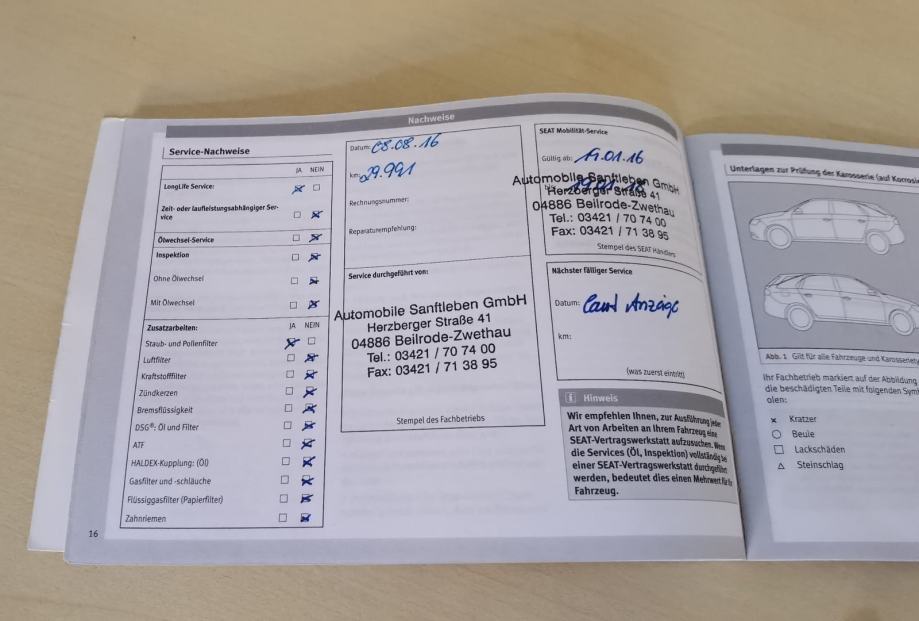 Nachweise
Service-Nachweise
JA NEIN
LongLife Service:
Zeit- oder laufleistungsabhängiger Ser-
vice
Ölwechsel-Service
Inspektion
Ohne Ölwechsel
Mit Ölwechsel
Zusatzarbeiten: JA NEIN
Staub- und Pollenfilter
Luftfilter
Kraftstofffilter
Zündkerzen
Bremsflüssigkeit
DSG®: Öl und Filter
ATF
HALDEX-Kupplung: (Öl)
Gasfilter und -schläuche
Flüssiggasfilter (Papierfilter)
Zahnriemen
16
Datum: 08.08.16
km: 29.991
Rechnungsnummer:
Reparaturempfehlung:
Service durchgeführt von:
Automobile Sanftleben GmbH
Herzberger Straße 41
04886 Beilrode-Zwethau
Tel.: 03421 / 70 74 00
Fax: 03421 / 71 38 95
Stempel des Fachbetriebs
SEAT Mobilität-Service
Gültig ab:
Automobile Sanftleben GmbH
Herzberger Straße 41
04886 Beilrode-Zwethau
Tel.: 03421 / 70 74 00
Fax: 03421 / 71 38 95
Stempel des SEAT Händlers
Nächster fälliger Service
Datum: Laut Anzeige
km:
(was zuerst eintritt)
i Hinweis
Wir empfehlen Ihnen, zur Ausführung jeder
Art von Arbeiten an Ihrem Fahrzeug eine
SEAT-Vertragswerkstatt aufzusuchen. Wenn
die Services (Öl, Inspektion) vollständig bei
einer SEAT-Vertragswerkstatt durchgeführt
werden, bedeutet dies einen Mehrwert für Ihr
Fahrzeug.
Unterlagen zur Prüfung der Karosserie (auf
Abb. 1 Gilt für alle Fahrzeuge und
Ihr Fachbetrieb markiert auf der Abbildung
die beschädigten Teile mit folgenden
olen:
× Kratzer
○ Beule
□ Lackschäden
△ Steinschlag